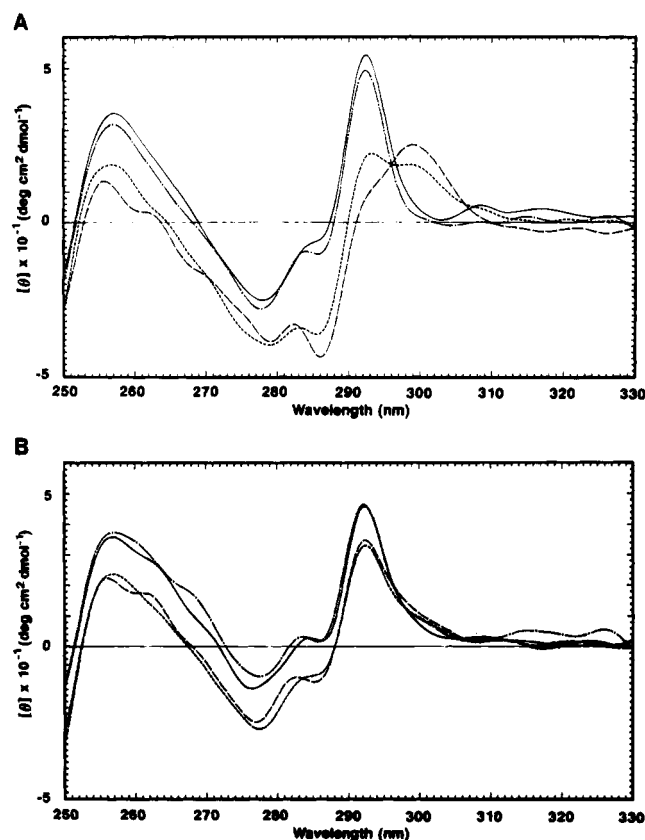 A
[θ] x 10⁻¹ (deg cm² dmol⁻¹)
5
0
-5
250 260 270 280 290 300 310 320 330
Wavelength (nm)
B
[θ] x 10⁻¹ (deg cm² dmol⁻¹)
5
0
-5
250 260 270 280 290 300 310 320 330
Wavelength (nm)